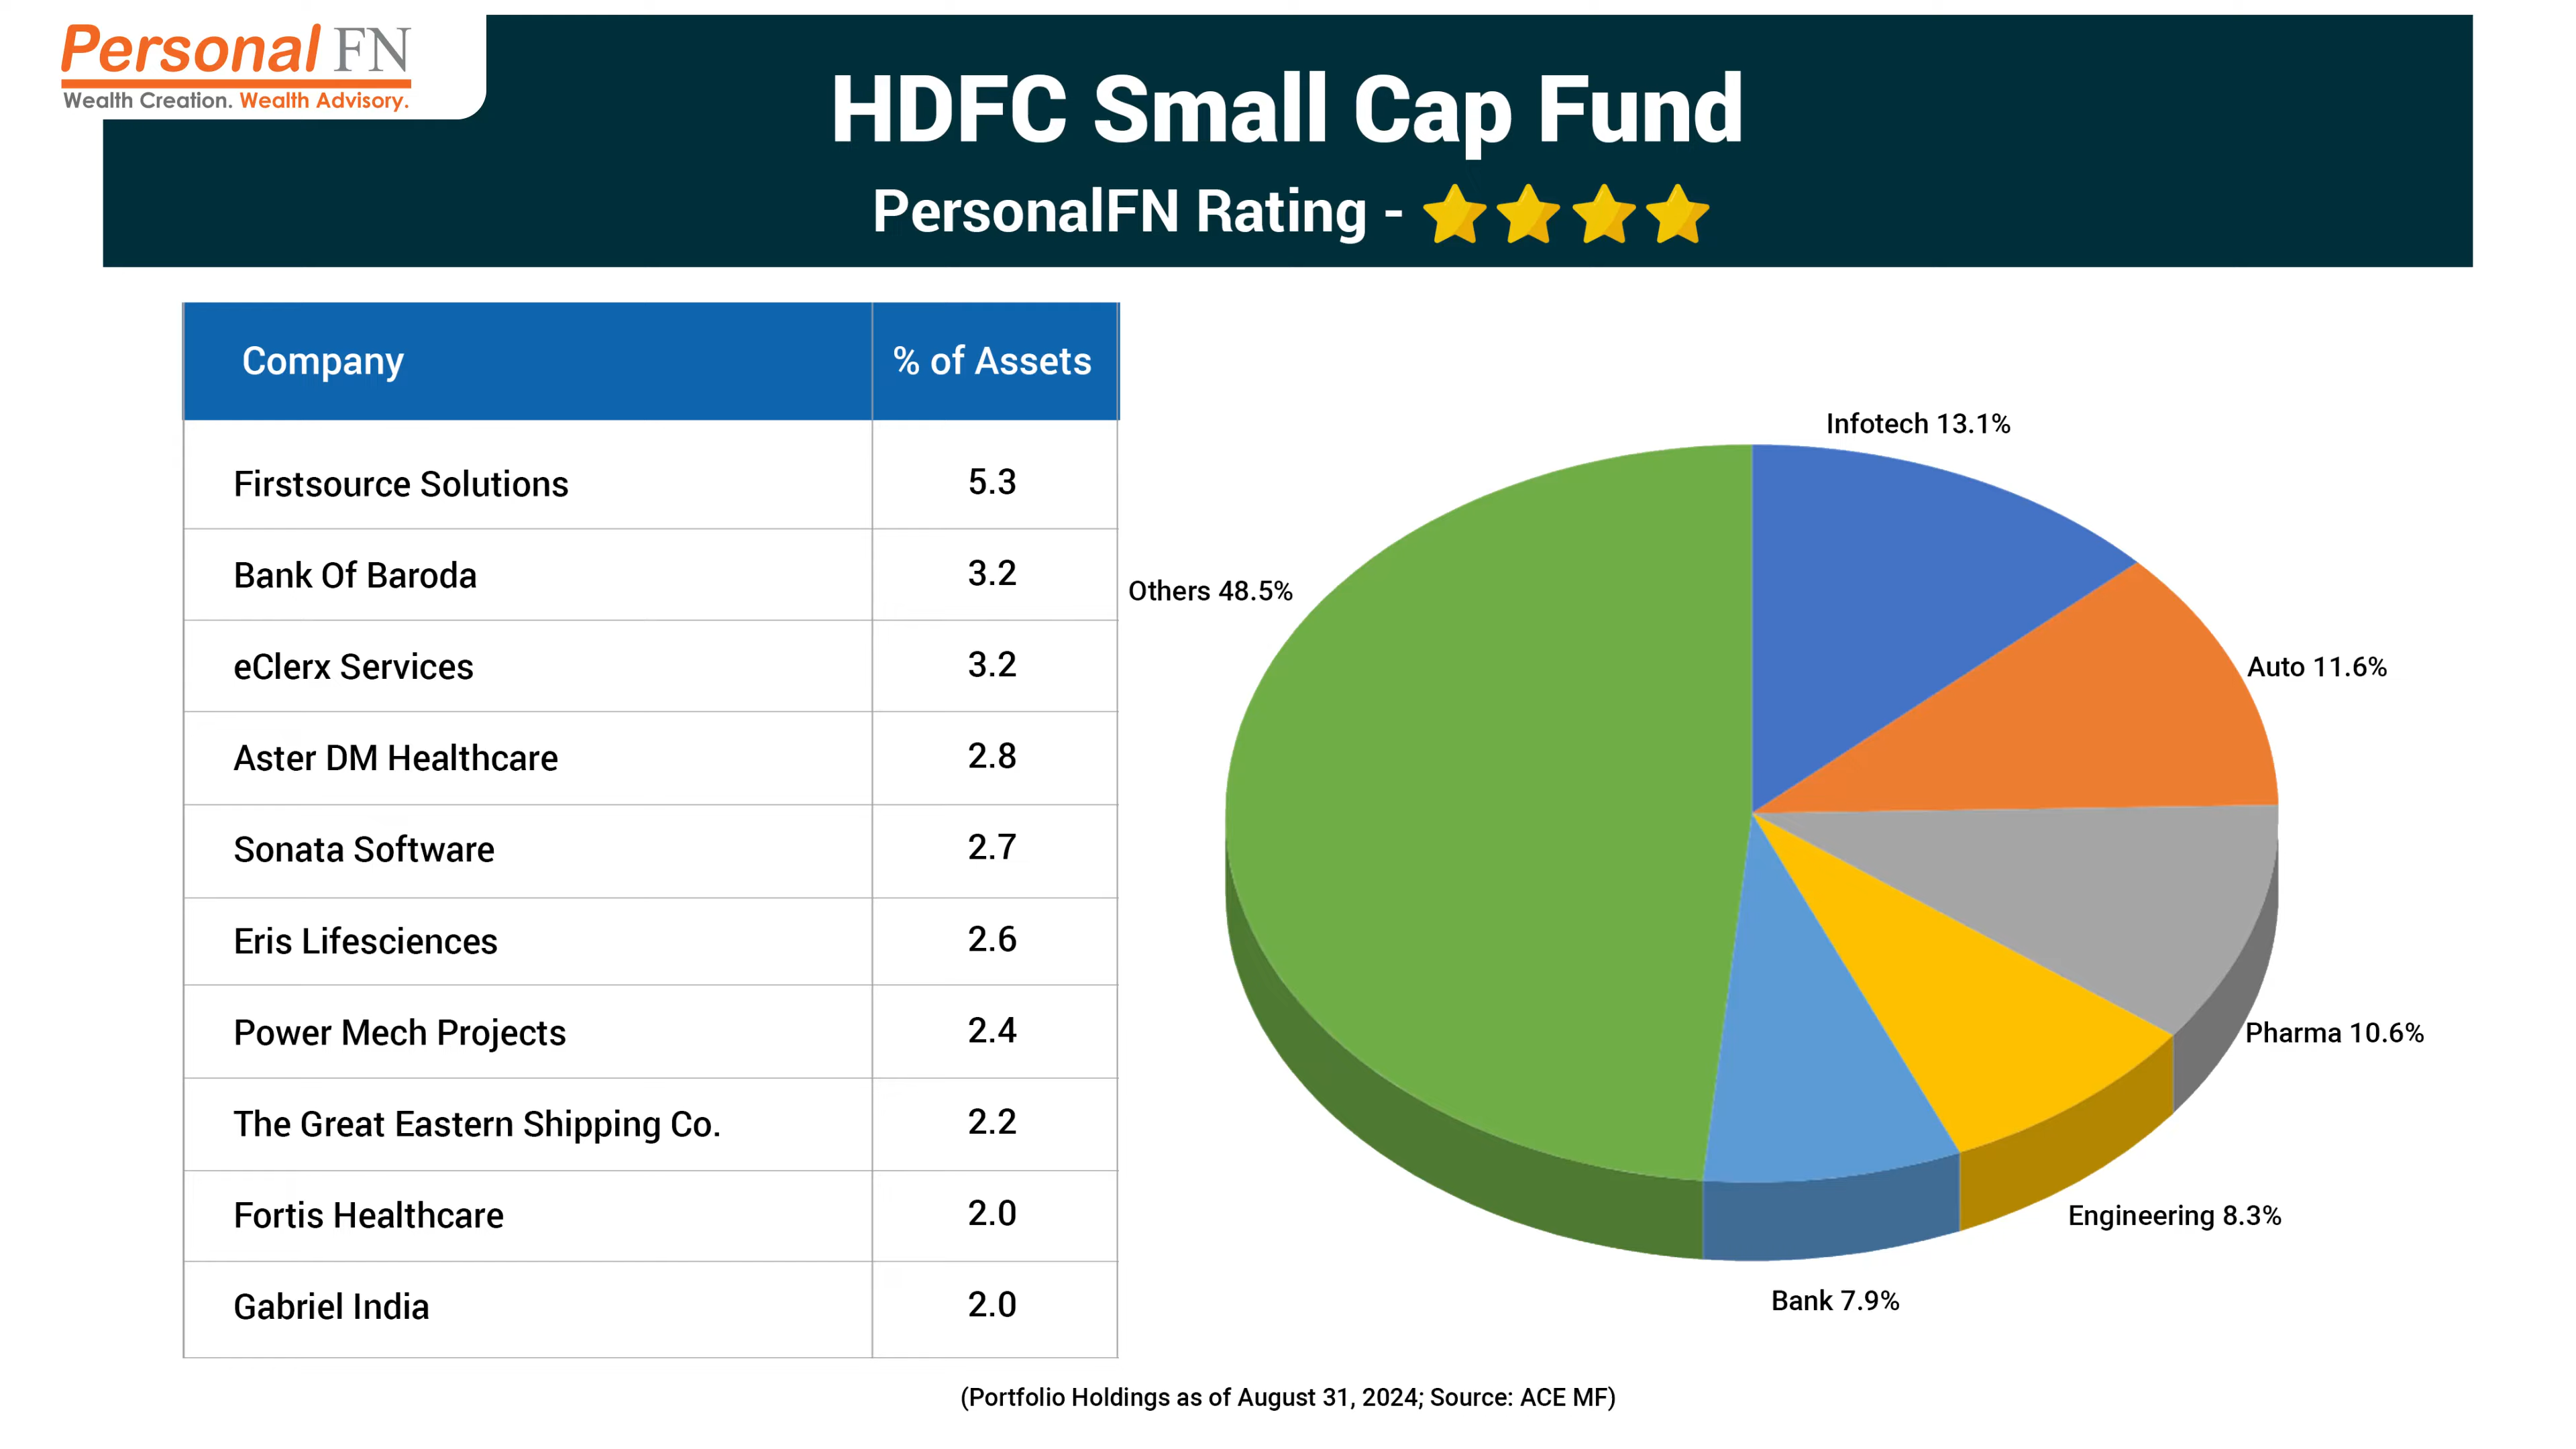 Personal FN
Wealth Creation. Wealth Advisory.
HDFC Small Cap Fund
PersonalFN Rating -
Company % of Assets
Firstsource Solutions 5.3
Bank Of Baroda 3.2
eClerx Services 3.2
Aster DM Healthcare 2.8
Sonata Software 2.7
Eris Lifesciences 2.6
Power Mech Projects 2.4
The Great Eastern Shipping Co. 2.2
Fortis Healthcare 2.0
Gabriel India 2.0
Infotech 13.1%
Auto 11.6%
Pharma 10.6%
Engineering 8.3%
Bank 7.9%
Others 48.5%
(Portfolio Holdings as of August 31, 2024; Source: ACE MF)